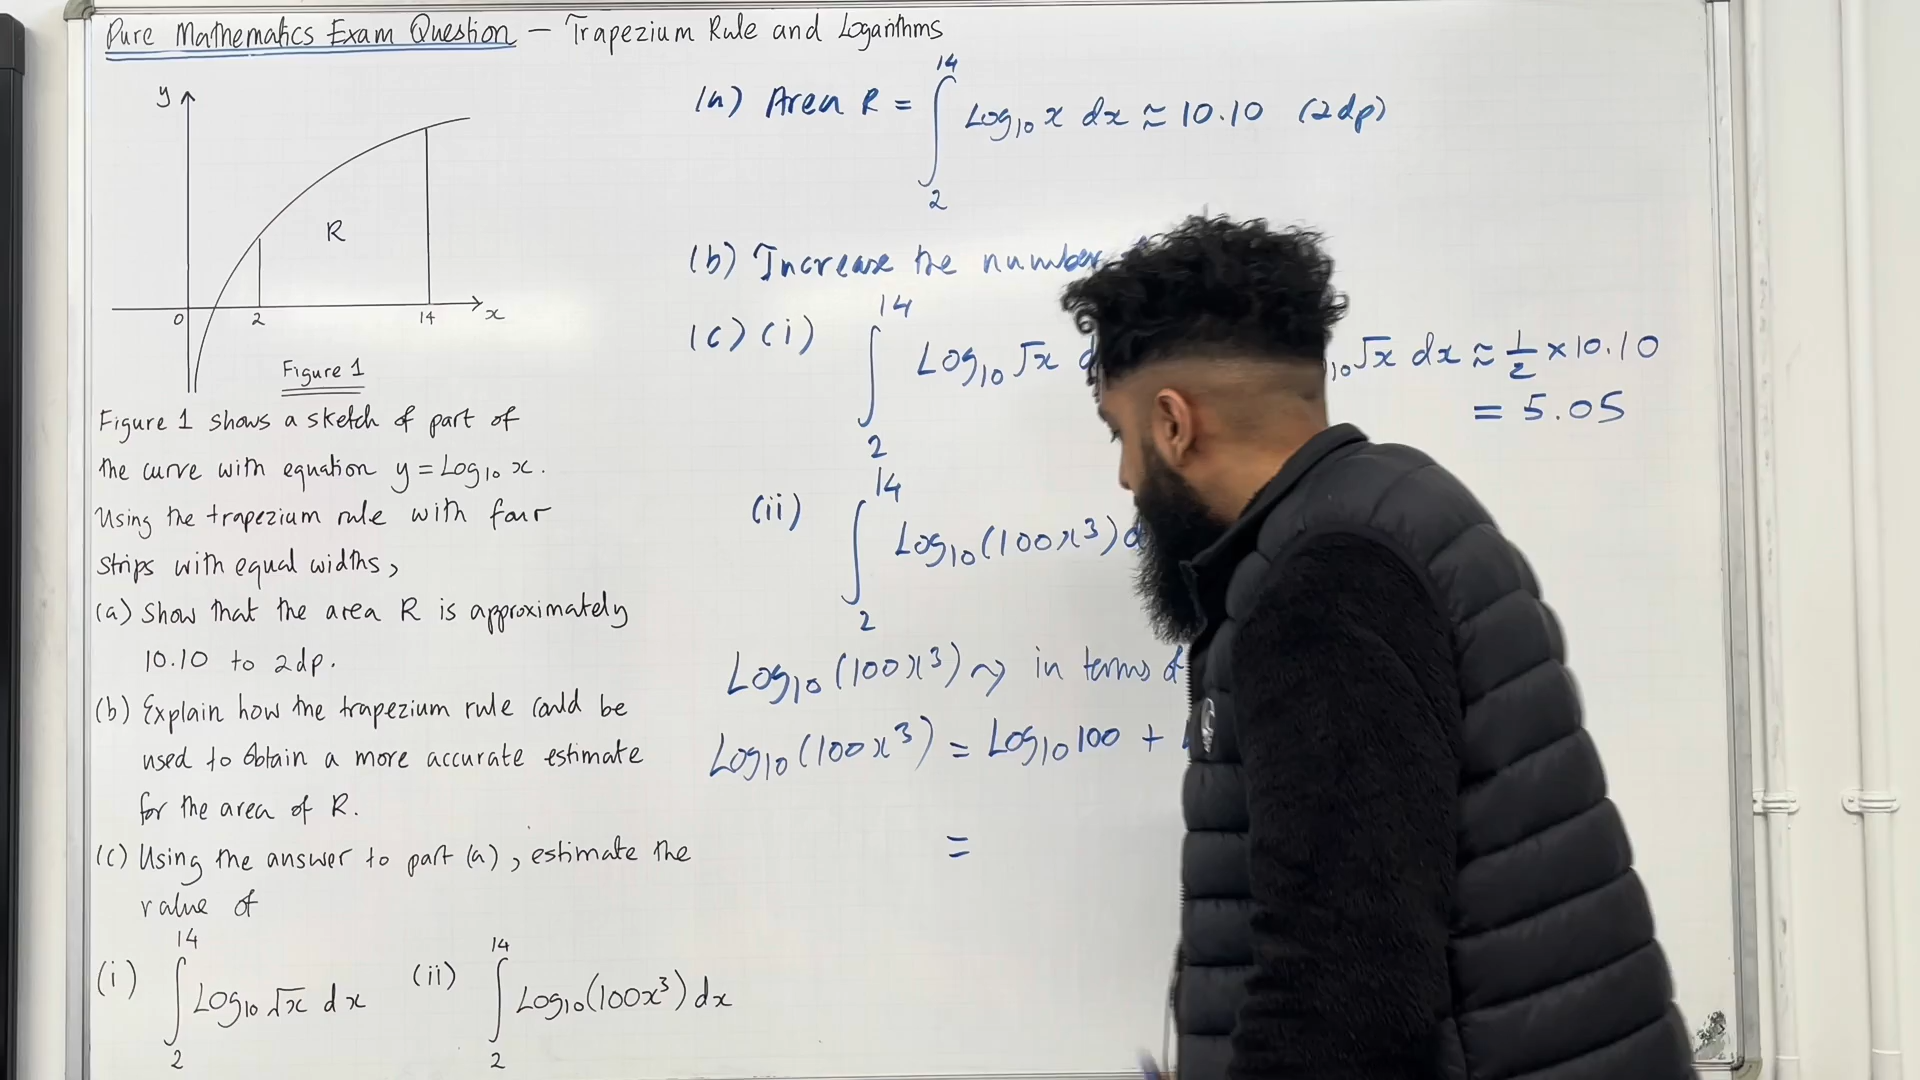 Pure Mathematics Exam Question — Trapezium Rule and Logarithms
y
R
0 2 14 x
Figure 1
Figure 1 shows a sketch of part of
the curve with equation y = Log₁₀ x.
Using the trapezium rule with four
strips with equal widths,
(a) Show that the area R is approximately
10.10 to 2dp.
(b) Explain how the trapezium rule could be
used to obtain a more accurate estimate
for the area of R.
(c) Using the answer to part (a), estimate the
value of
(i) ∫₂¹⁴ Log₁₀ √x dx (ii) ∫₂¹⁴ Log₁₀(100x³) dx
(a) Area R = ∫₂¹⁴ Log₁₀ x dx ≈ 10.10 (2dp)
(b) Increase the number
(c) (i) ∫₂¹⁴ Log₁₀ √x ₁₀√x dx ≈ 1/2 × 10.10
= 5.05
(ii) ∫₂¹⁴ Log₁₀(100x³) d
Log₁₀(100x³) ⤳ in terms of
Log₁₀(100x³) = Log₁₀100 +
=